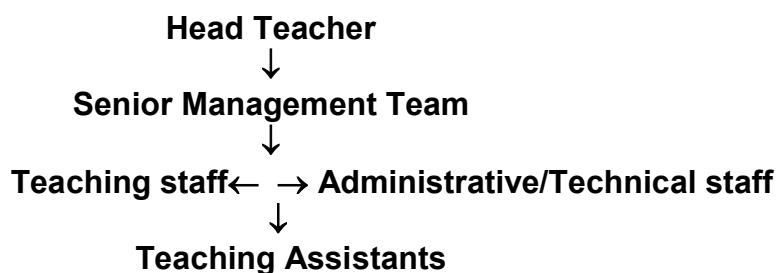 Head Teacher
↓
Senior Management Team
↓
Teaching staff← → Administrative/Technical staff
↓
Teaching Assistants